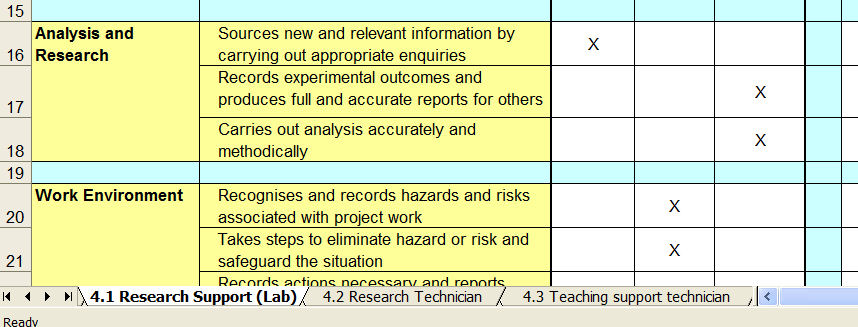 15
Analysis and
Research
16
Sources new and relevant information by
carrying out appropriate enquiries
X
17
Records experimental outcomes and
produces full and accurate reports for others
X
18
Carries out analysis accurately and
methodically
X
19
Work Environment
20
Recognises and records hazards and risks
associated with project work
X
21
Takes steps to eliminate hazard or risk and
safeguard the situation
X
Records actions necessary and reports
4.1 Research Support (Lab) 4.2 Research Technician 4.3 Teaching support technician
Ready